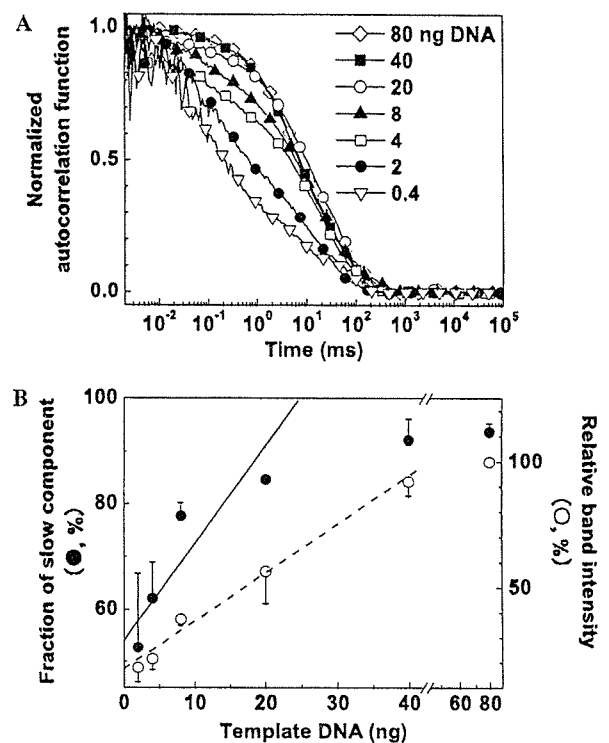 A
Normalized
autocorrelation function
1.0
0.5
0.0
80 ng DNA
40
20
8
4
2
0.4
10-2 10-1 100 101 102 103 104 105
Time (ms)
B
Fraction of slow component
(●, %)
100
80
60
Relative band intensity
(○, %)
100
50
0 10 20 30 40 60 80
Template DNA (ng)